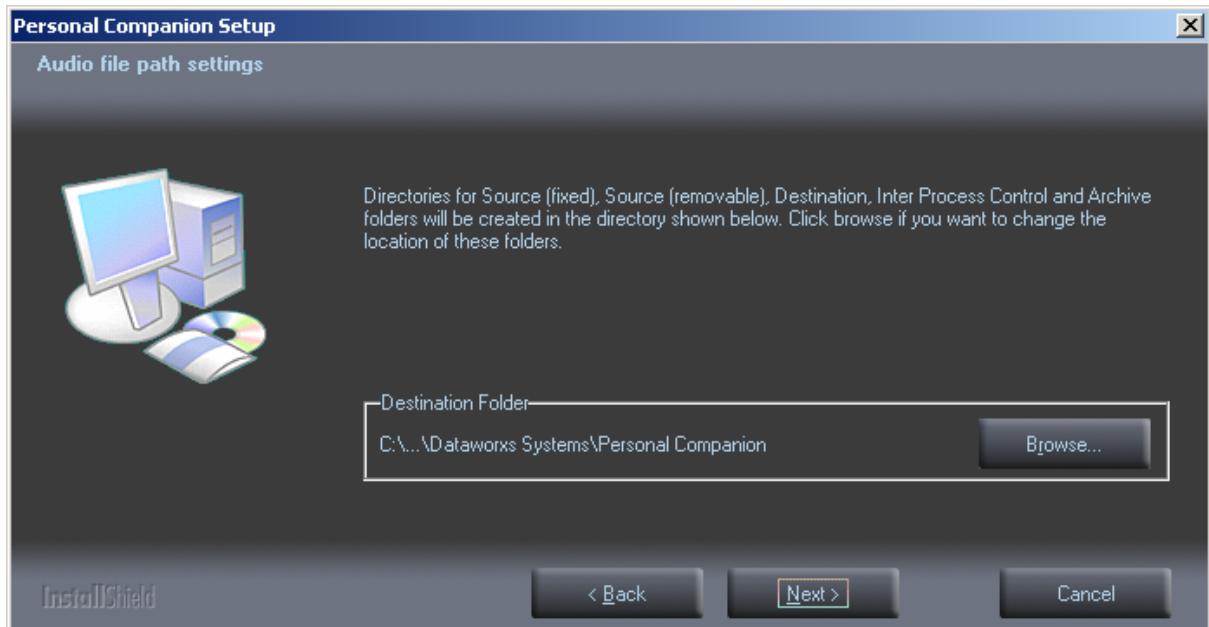 Personal Companion Setup
Audio file path settings
Directories for Source (fixed), Source (removable), Destination, Inter Process Control and Archive
folders will be created in the directory shown below. Click browse if you want to change the
location of these folders.
Destination Folder
C:\...\Dataworxs Systems\Personal Companion
Browse...
InstallShield
< Back
Next >
Cancel